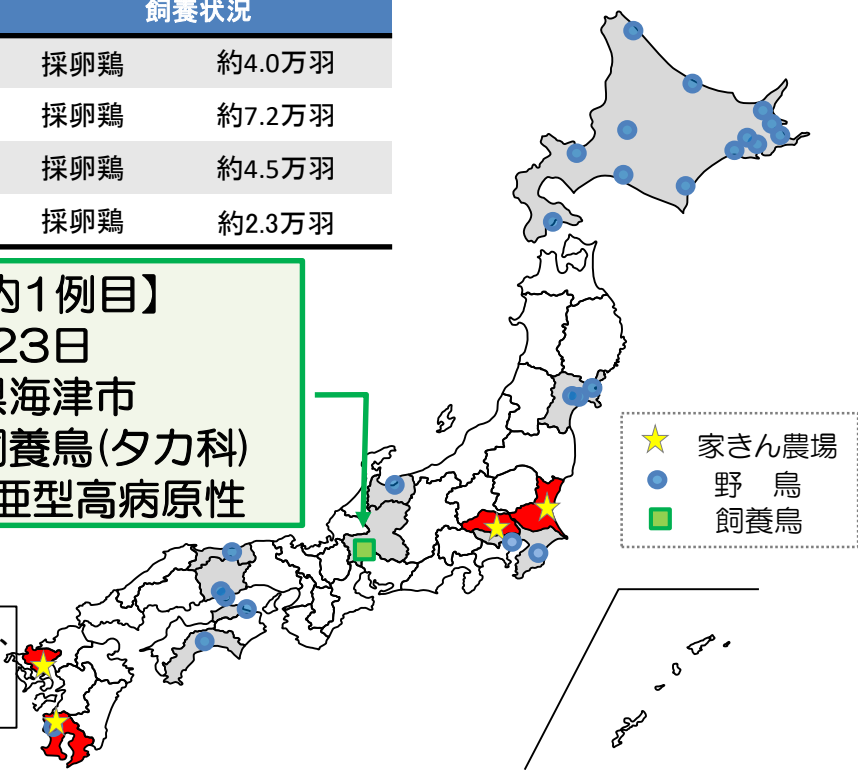 飼養状況
採卵鶏 約4.0万羽
採卵鶏 約7.2万羽
採卵鶏 約4.5万羽
採卵鶏 約2.3万羽
内1例目】
23日
県海津市
飼養鳥(タカ科)
亜型高病原性
、
家きん農場
野 鳥
飼養鳥